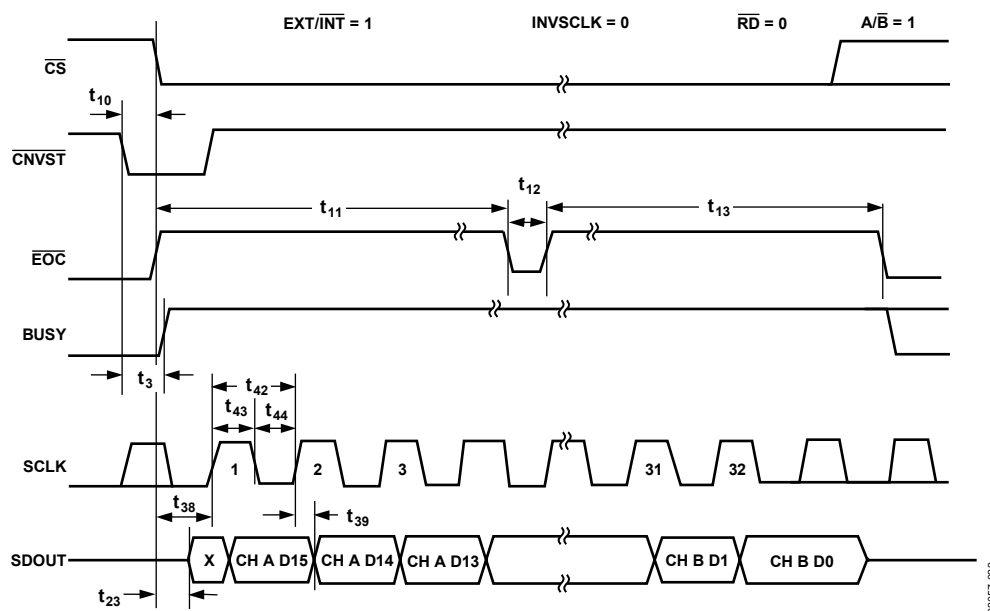 EXT/INT = 1 INVSCLK = 0 RD = 0 A/B = 1
CS
t10
CNVST
t12
t11
t13
EOC
BUSY
t3
t42
t43
t44
SCLK
1 2 3 31 32
t38
t39
SDOUT
X CH A D15 CH A D14 CH A D13 CH B D1 CH B D0
t23